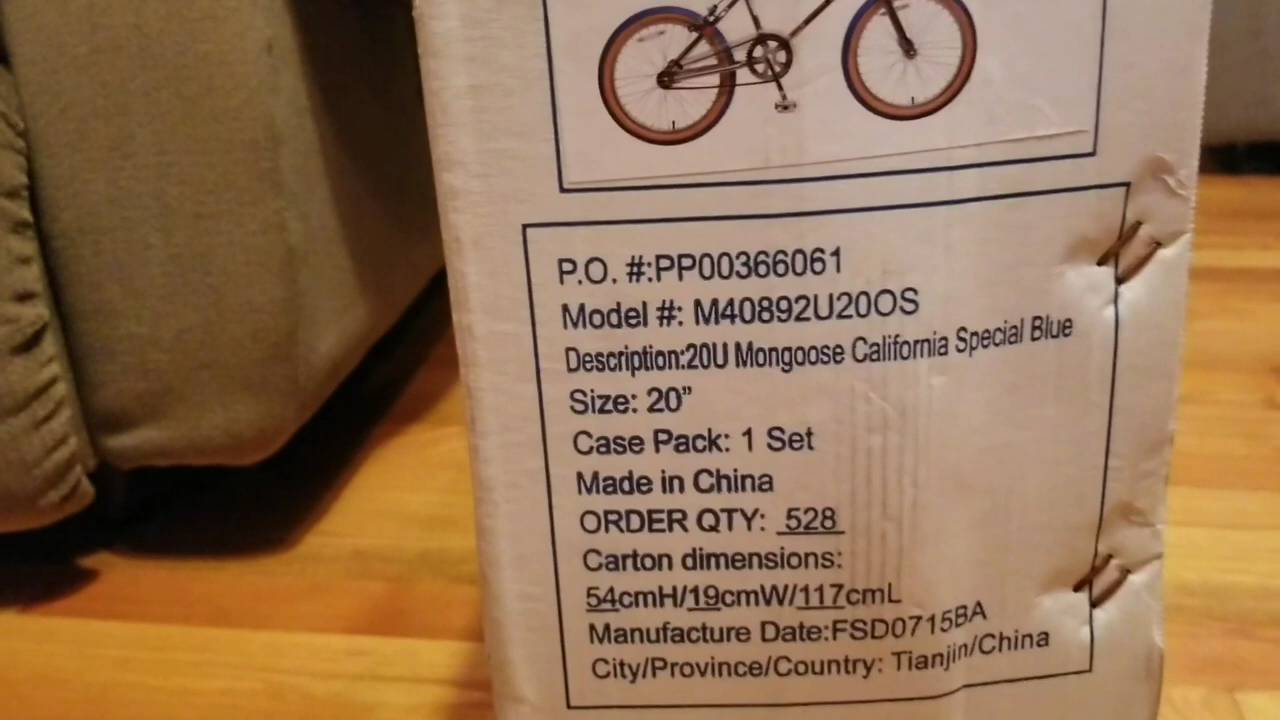 P.O. #:PP00366061
Model #: M40892U20OS
Description:20U Mongoose California Special Blue
Size: 20”
Case Pack: 1 Set
Made in China
ORDER QTY: 528
Carton dimensions:
54cmH/19cmW/117cmL
Manufacture Date:FSD0715BA
City/Province/Country: Tianjin/China